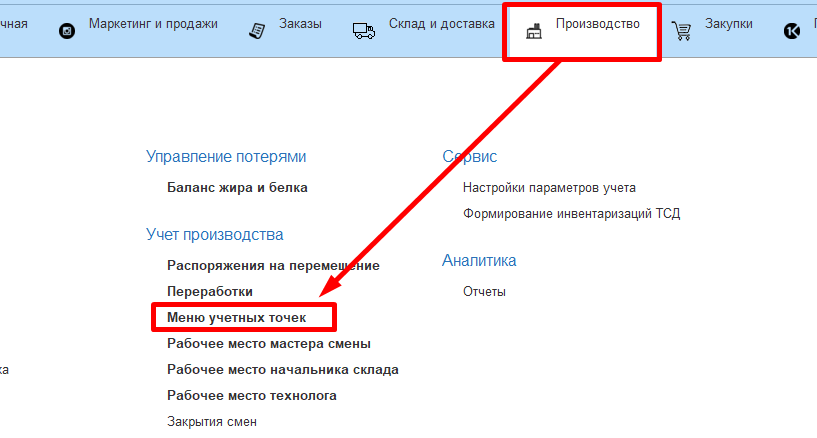 чная Маркетинг и продажи Заказы Склад и доставка Производство Закупки
Управление потерями
Баланс жира и белка
Учет производства
Распоряжения на перемещение
Переработки
Меню учетных точек
Рабочее место мастера смены
Рабочее место начальника склада
Рабочее место технолога
Закрытия смен
Сервис
Настройки параметров учета
Формирование инвентаризаций ТСД
Аналитика
Отчеты